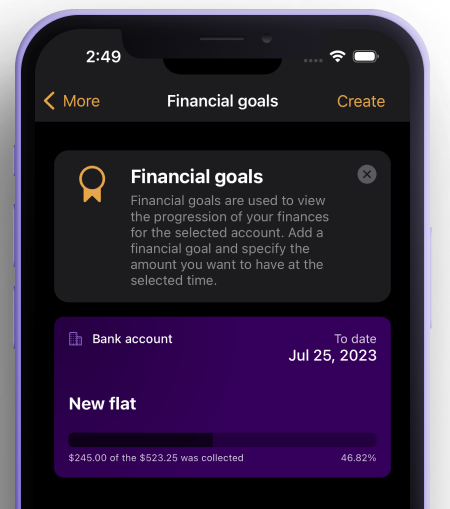 2:49
More Financial goals Create
Financial goals
Financial goals are used to view
the progression of your finances
for the selected account. Add a
financial goal and specify the
amount you want to have at the
selected time.
Bank account To date
Jul 25, 2023
New flat
$245.00 of the $523.25 was collected 46.82%